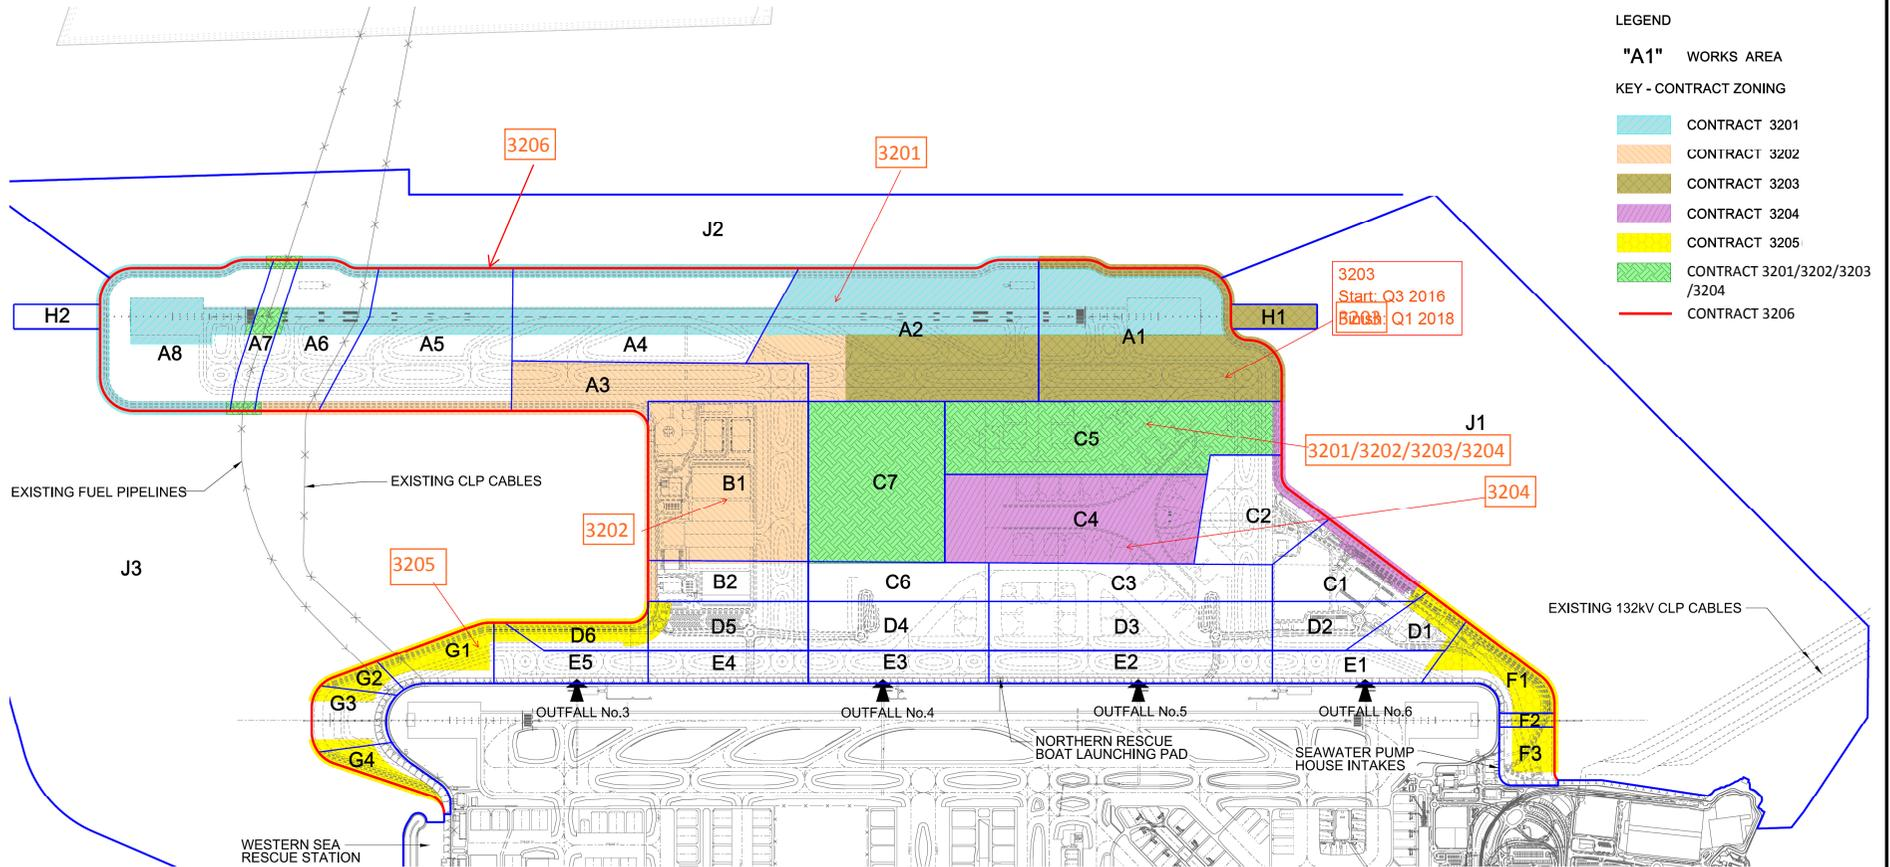 LEGEND
"A1" WORKS AREA
KEY - CONTRACT ZONING
CONTRACT 3201
CONTRACT 3202
CONTRACT 3203
CONTRACT 3204
CONTRACT 3205
CONTRACT 3201/3202/3203
/3204
CONTRACT 3206
3206
3201
J2
3203
Start: Q3 2016
Finish: Q1 2018
3203
H2
H1
A8
A7
A6
A5
A4
A2
A1
A3
J1
C5
3201/3202/3203/3204
B1
C7
C4
C2
3204
3202
EXISTING FUEL PIPELINES
EXISTING CLP CABLES
3205
J3
B2
C6
C3
C1
EXISTING 132kV CLP CABLES
D6
D5
D4
D3
D2
D1
G1
E5
E4
E3
E2
E1
G2
G3
G4
F1
F2
F3
OUTFALL No.3
OUTFALL No.4
OUTFALL No.5
OUTFALL No.6
NORTHERN RESCUE
BOAT LAUNCHING PAD
SEAWATER PUMP
HOUSE INTAKES
WESTERN SEA
RESCUE STATION